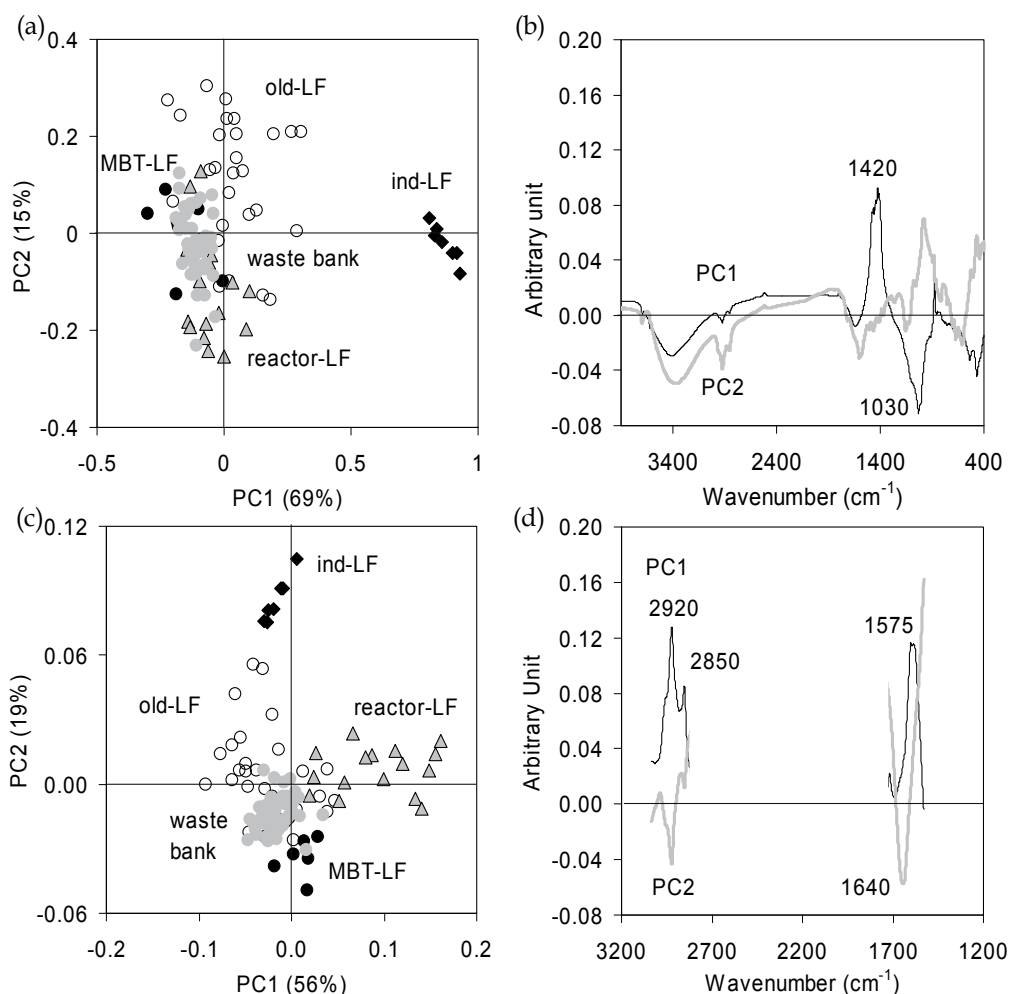 (a)
0.4
0.2
0
-0.2
-0.4
PC2 (15%)
old-LF
MBT-LF
ind-LF
waste bank
reactor-LF
-0.5 0 0.5 1
PC1 (69%)
(b)
0.20
0.16
0.12
0.08
0.04
0.00
-0.04
-0.08
Arbitrary unit
1420
PC1
PC2
1030
3400 2400 1400 400
Wavenumber (cm⁻¹)
(c)
0.12
0.06
0.00
-0.06
PC2 (19%)
ind-LF
old-LF
reactor-LF
waste
bank
MBT-LF
-0.2 -0.1 0.0 0.1 0.2
PC1 (56%)
(d)
0.20
0.16
0.12
0.08
0.04
0.00
-0.04
-0.08
Arbitrary Unit
PC1
2920
2850
1575
PC2
1640
3200 2700 2200 1700 1200
Wavenumber (cm⁻¹)